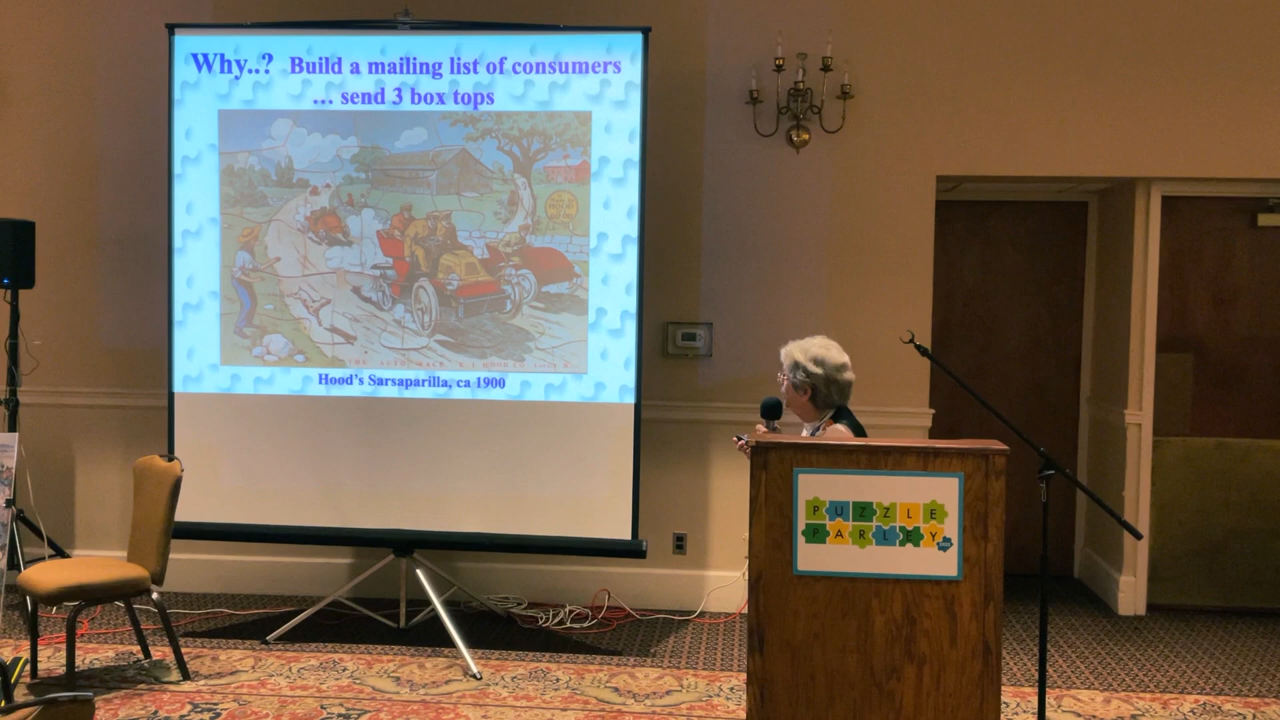 Why..? Build a mailing list of consumers
... send 3 box tops
Hood's Sarsaparilla, ca 1900
PUZZLE
PARLEY